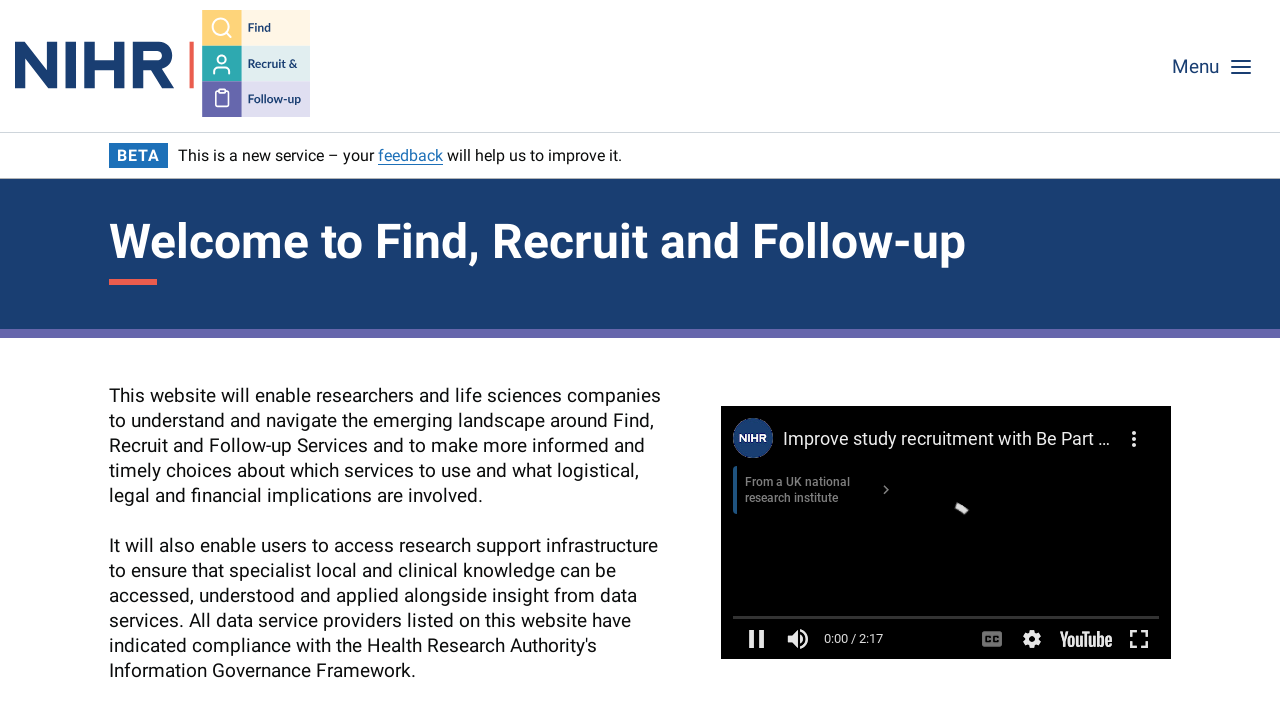 NIHR
Find
Recruit &
Follow-up
Menu
BETA
This is a new service – your feedback will help us to improve it.
Welcome to Find, Recruit and Follow-up
This website will enable researchers and life sciences companies
to understand and navigate the emerging landscape around Find,
Recruit and Follow-up Services and to make more informed and
timely choices about which services to use and what logistical,
legal and financial implications are involved.
It will also enable users to access research support infrastructure
to ensure that specialist local and clinical knowledge can be
accessed, understood and applied alongside insight from data
services. All data service providers listed on this website have
indicated compliance with the Health Research Authority's
Information Governance Framework.
NIHR
Improve study recruitment with Be Part ...
From a UK national
research institute
0:00 / 2:17
CC
YouTube